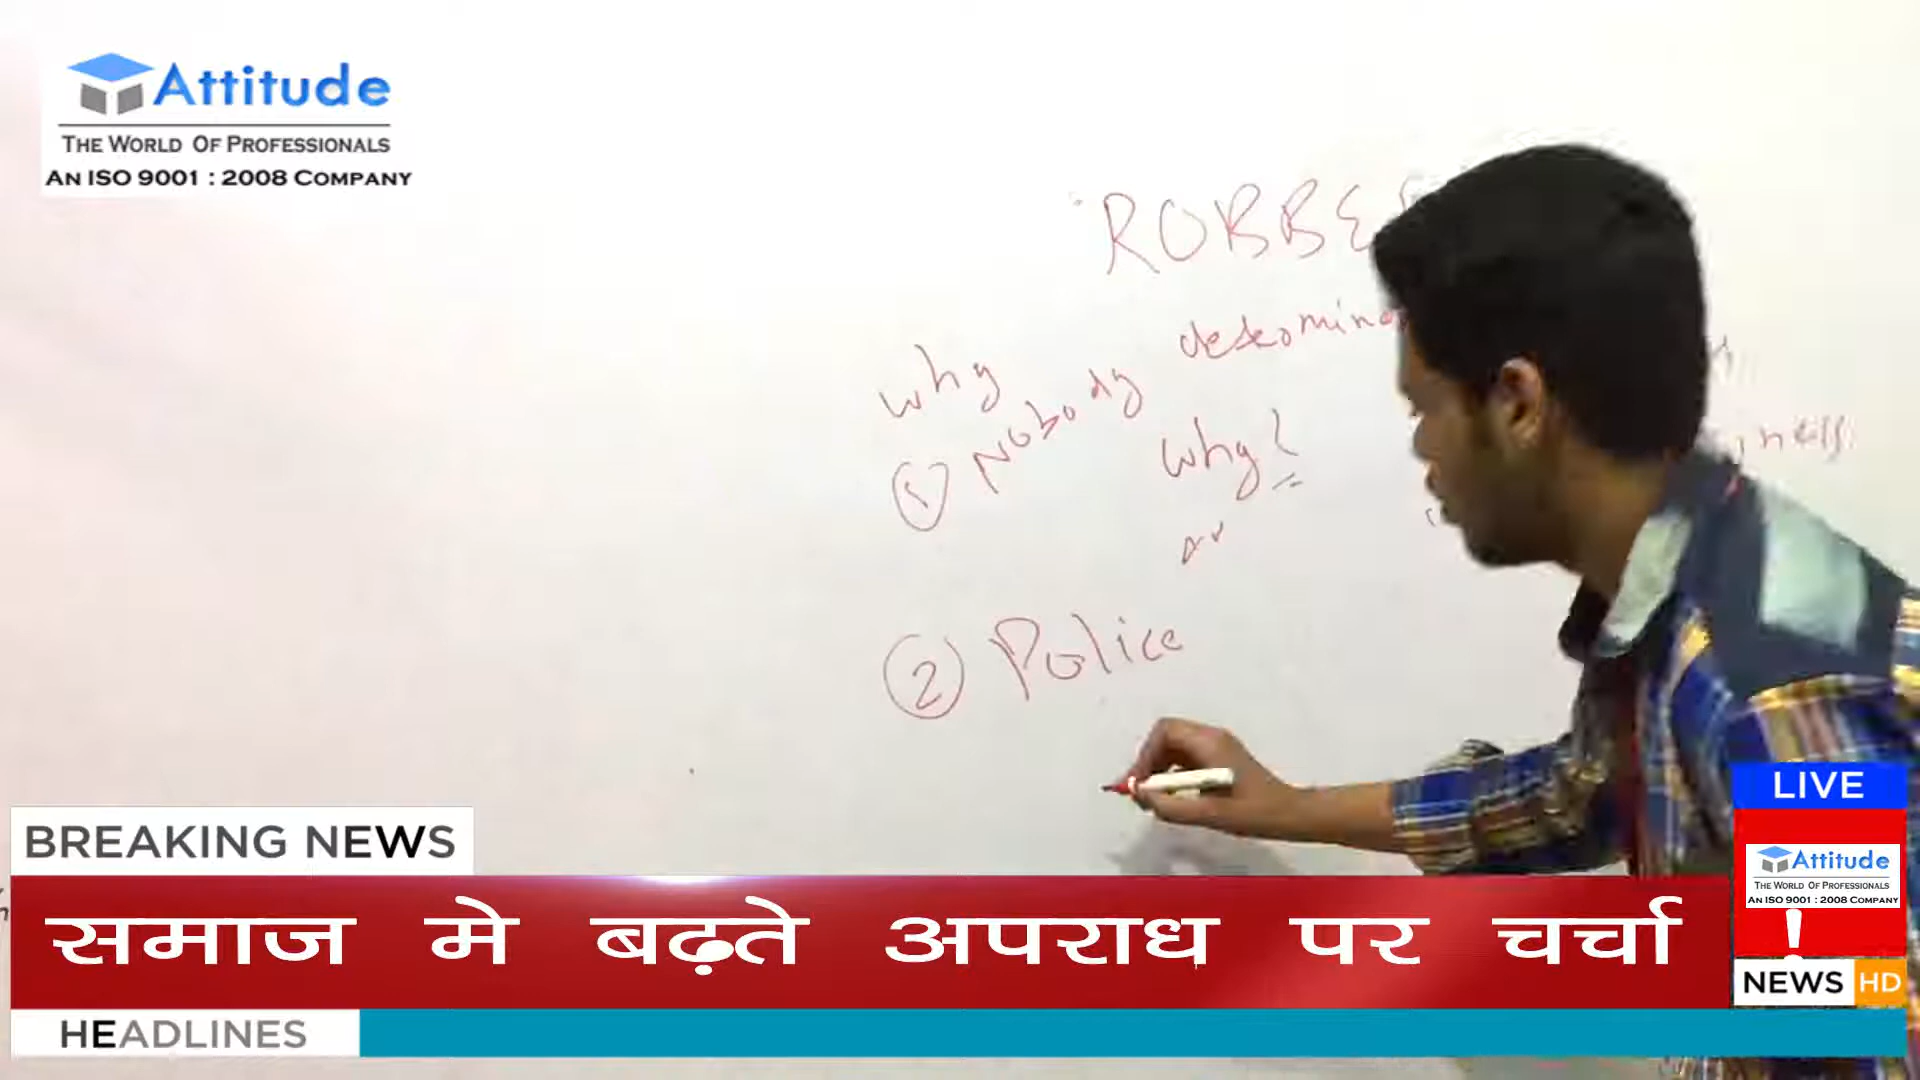 Attitude
THE WORLD OF PROFESSIONALS
AN ISO 9001 : 2008 COMPANY
ROBBE
why
① Nobody
why?
② Police
BREAKING NEWS
समाज मे बढ़ते अपराध पर चर्चा
HEADLINES
LIVE
Attitude
THE WORLD OF PROFESSIONALS
AN ISO 9001 : 2008 COMPANY
!
NEWS HD